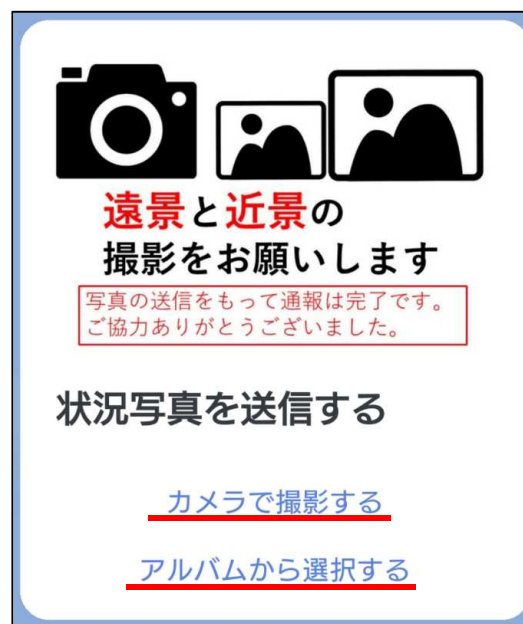 遠景と近景の
撮影をお願いします
写真の送信をもって通報は完了です。
ご協力ありがとうございました。
状況写真を送信する
カメラで撮影する
アルバムから選択する